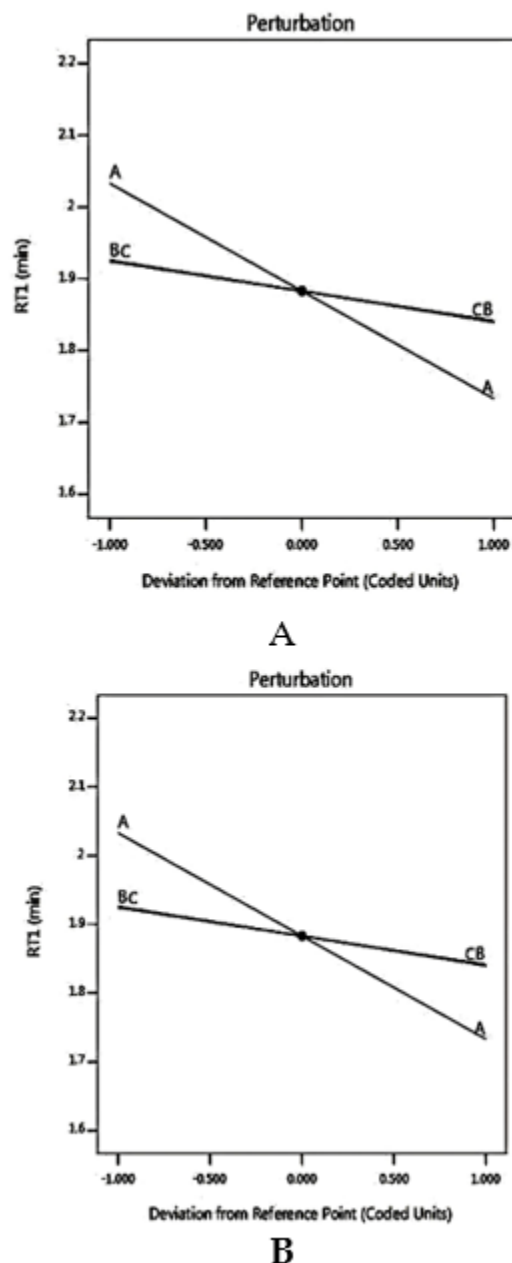 Perturbation
2.2
2.1
2
1.9
1.8
1.7
1.6
RT1 (min)
A
BC
CB
A
-1.000
-0.500
0.000
0.500
1.000
Deviation from Reference Point (Coded Units)
A
Perturbation
2.2
2.1
2
1.9
1.8
1.7
1.6
RT1 (min)
A
BC
CB
A
-1.000
-0.500
0.000
0.500
1.000
Deviation from Reference Point (Coded Units)
B